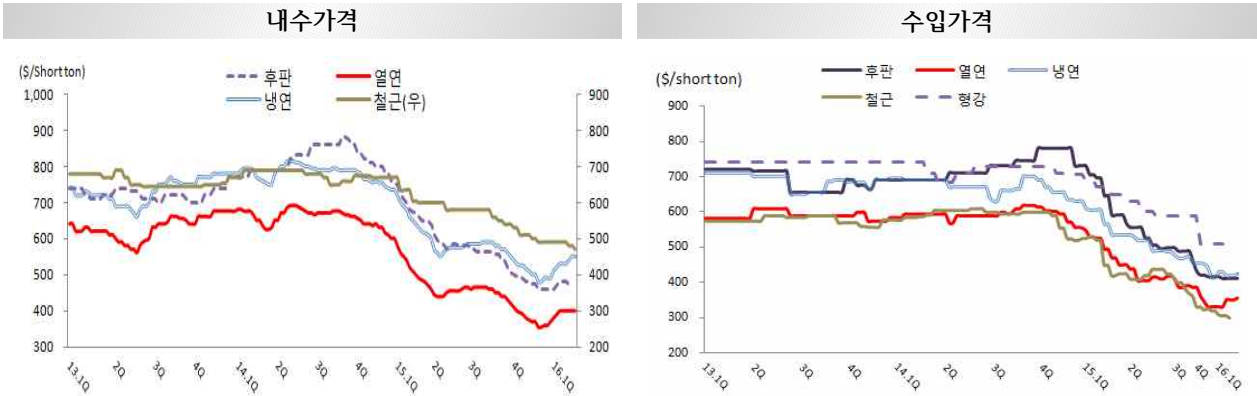 내수가격
($/Short ton)
후판 열연
냉연 철근(우)
1,000 900
900 800
800 700
700 600
600 500
500 400
400 300
300 200
13.1Q 2Q 3Q 4Q 14.1Q 2Q 3Q 4Q 15.1Q 2Q 3Q 4Q 16.1Q
수입가격
($/short ton)
후판 열연 냉연
철근 형강
900
800
700
600
500
400
300
200
13.1Q 2Q 3Q 4Q 14.1Q 2Q 3Q 4Q 15.1Q 2Q 3Q 4Q 16.1Q